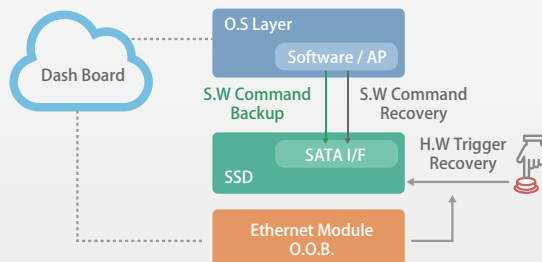 O.S Layer
Software / AP
Dash Board
S.W Command
Backup
S.W Command
Recovery
H.W Trigger
Recovery
SATA I/F
SSD
Ethernet Module
O.O.B.